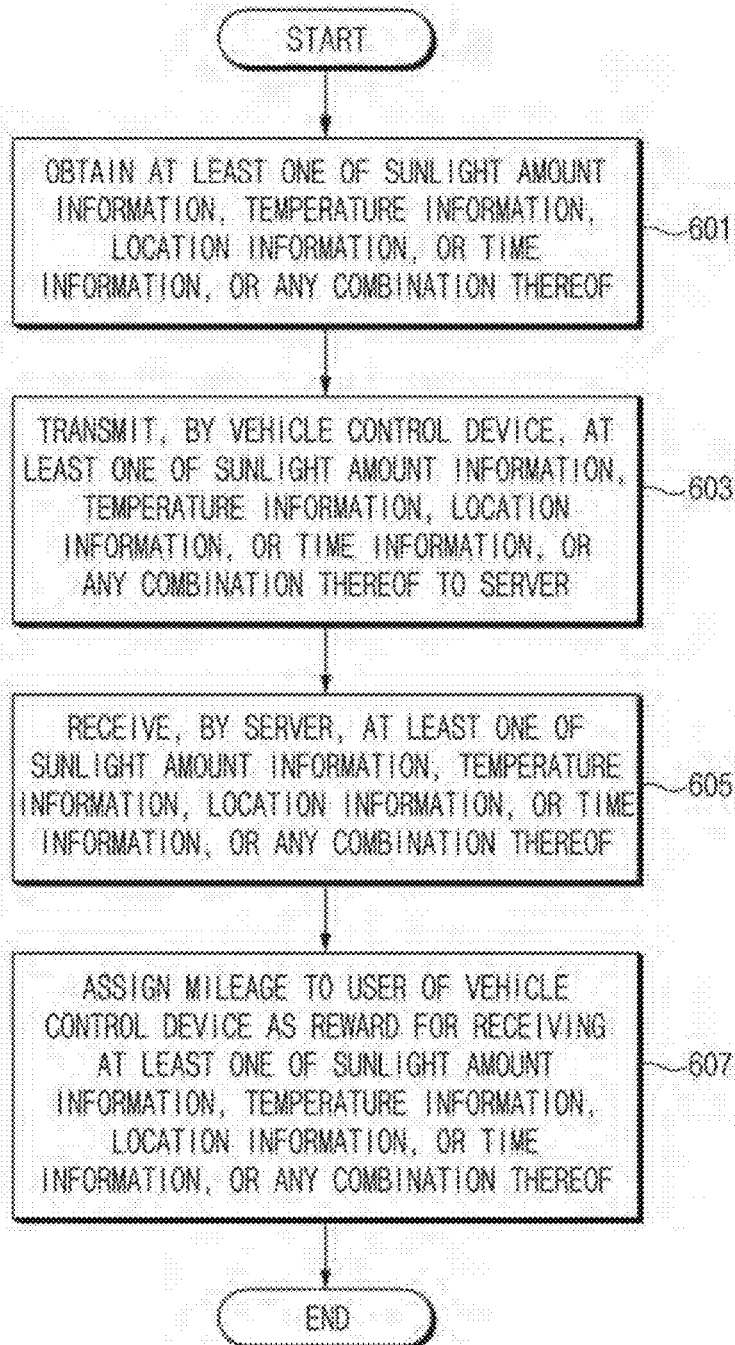 START
OBTAIN AT LEAST ONE OF SUNLIGHT AMOUNT
INFORMATION, TEMPERATURE INFORMATION,
LOCATION INFORMATION, OR TIME
INFORMATION, OR ANY COMBINATION THEREOF
601
TRANSMIT, BY VEHICLE CONTROL DEVICE, AT
LEAST ONE OF SUNLIGHT AMOUNT INFORMATION,
TEMPERATURE INFORMATION, LOCATION
INFORMATION, OR TIME INFORMATION, OR
ANY COMBINATION THEREOF TO SERVER
603
RECEIVE, BY SERVER, AT LEAST ONE OF
SUNLIGHT AMOUNT INFORMATION, TEMPERATURE
INFORMATION, LOCATION INFORMATION, OR TIME
INFORMATION, OR ANY COMBINATION THEREOF
605
ASSIGN MILEAGE TO USER OF VEHICLE
CONTROL DEVICE AS REWARD FOR RECEIVING
AT LEAST ONE OF SUNLIGHT AMOUNT
INFORMATION, TEMPERATURE INFORMATION,
LOCATION INFORMATION, OR TIME
INFORMATION, OR ANY COMBINATION THEREOF
607
END